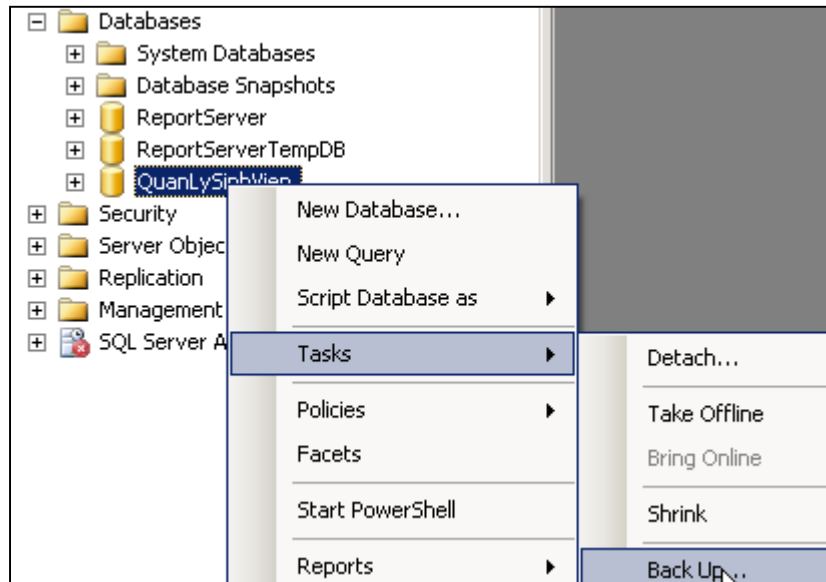 Databases
System Databases
Database Snapshots
ReportServer
ReportServerTempDB
QuanLySinhVien
Security
Server Objec
Replication
Management
SQL Server A
New Database...
New Query
Script Database as
Tasks
Policies
Facets
Start PowerShell
Reports
Detach...
Take Offline
Bring Online
Shrink
Back Up...